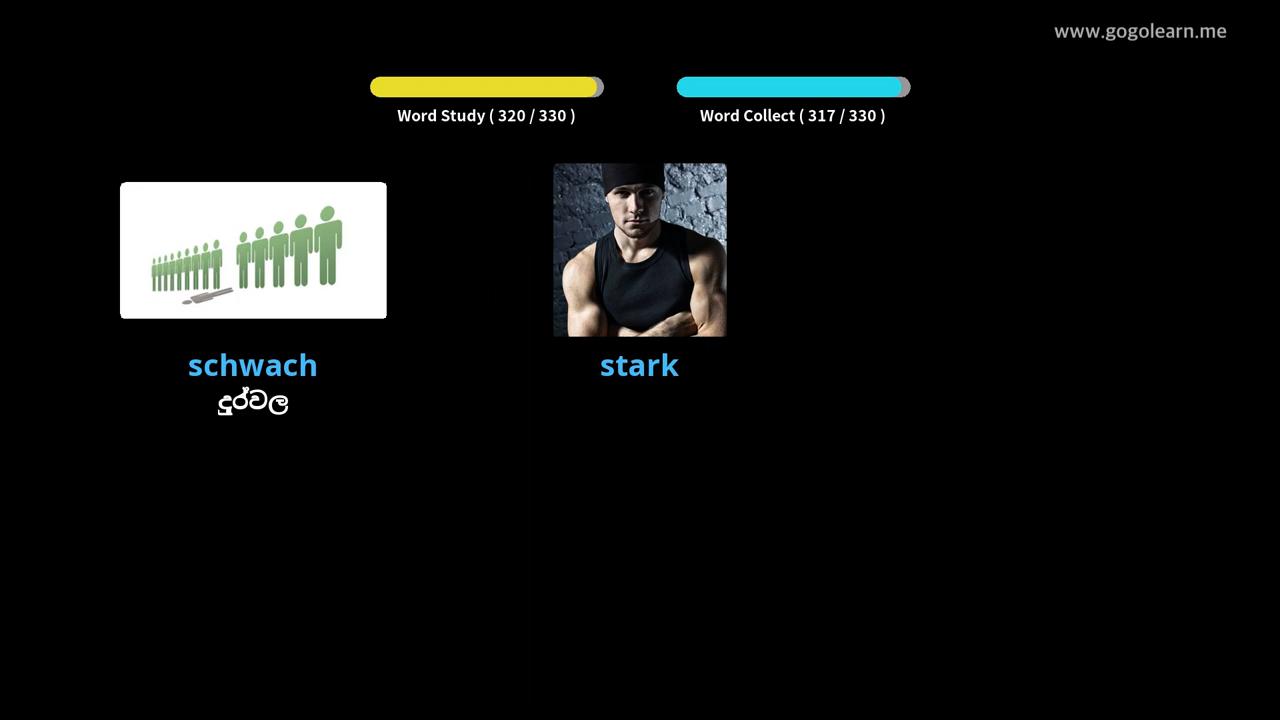 www.gogolearn.me
Word Study ( 320 / 330 )
Word Collect ( 317 / 330 )
schwach
දුර්වල
stark